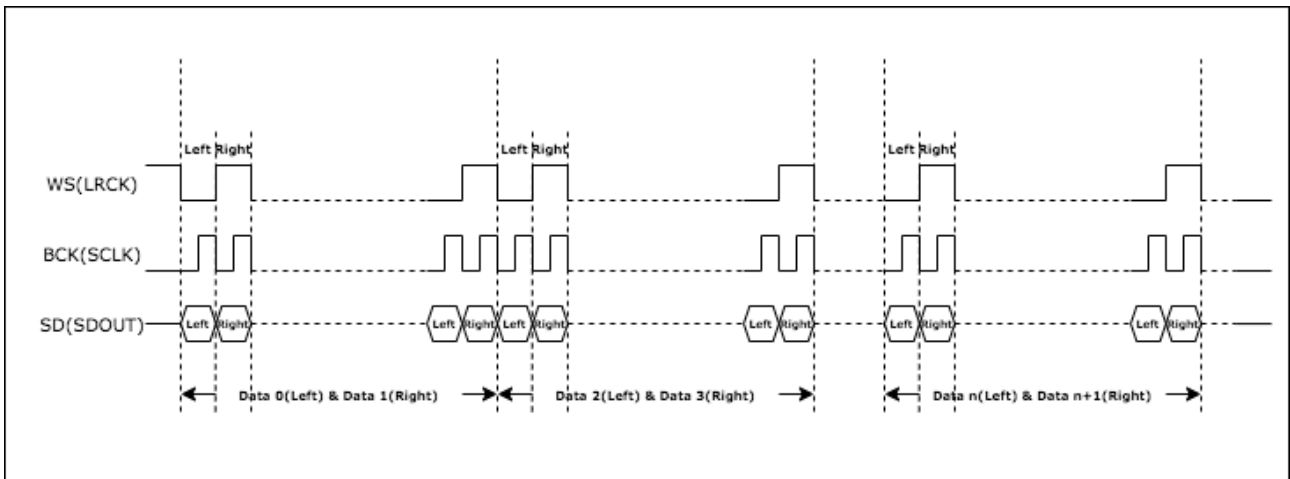 Left Right Left Right Left Right
WS(LRCK)
BCK(SCLK)
SD(SDOUT) Left Right Left Right Left Right Left Right Left Right Left Right
Data 0(Left) & Data 1(Right) Data 2(Left) & Data 3(Right) Data n(Left) & Data n+1(Right)